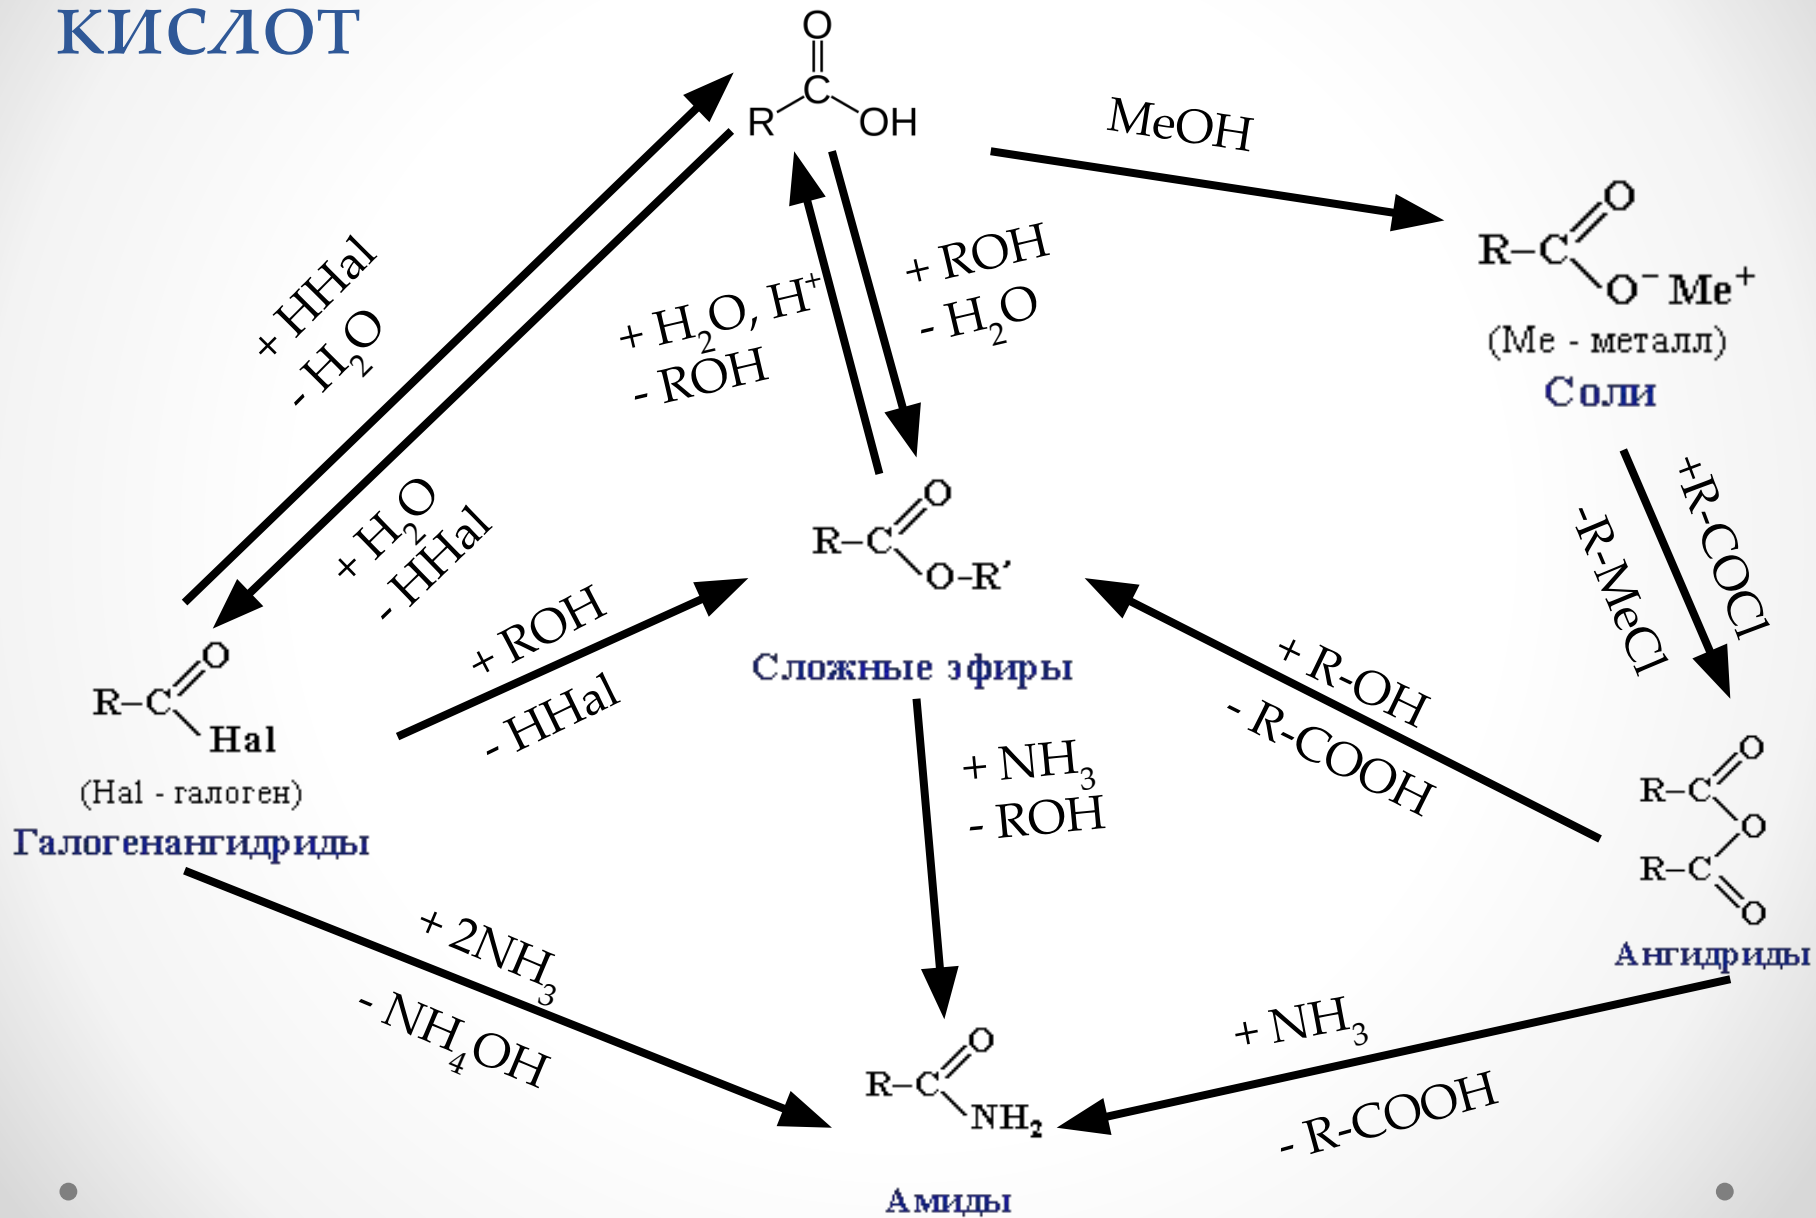 КИСЛОТ
O
C
R
OH
MeOH
O
R–C
O⁻ Me⁺
(Ме - металл)
Соли
+ HHal
- H₂O
+ H₂O, H⁺
- ROH
+ ROH
- H₂O
+ H₂O
- HHal
+R-COCl
-R-MeCl
O
R–C
O–R′
Сложные эфиры
+ ROH
- HHal
+ R-OH
- R-COOH
O
R–C
Hal
(Hal - галоген)
Галогенангидриды
+ NH₃
- ROH
O
R–C
O
R–C
O
Ангидриды
+ 2NH₃
- NH₄OH
+ NH₃
- R-COOH
O
R–C
NH₂
Амиды